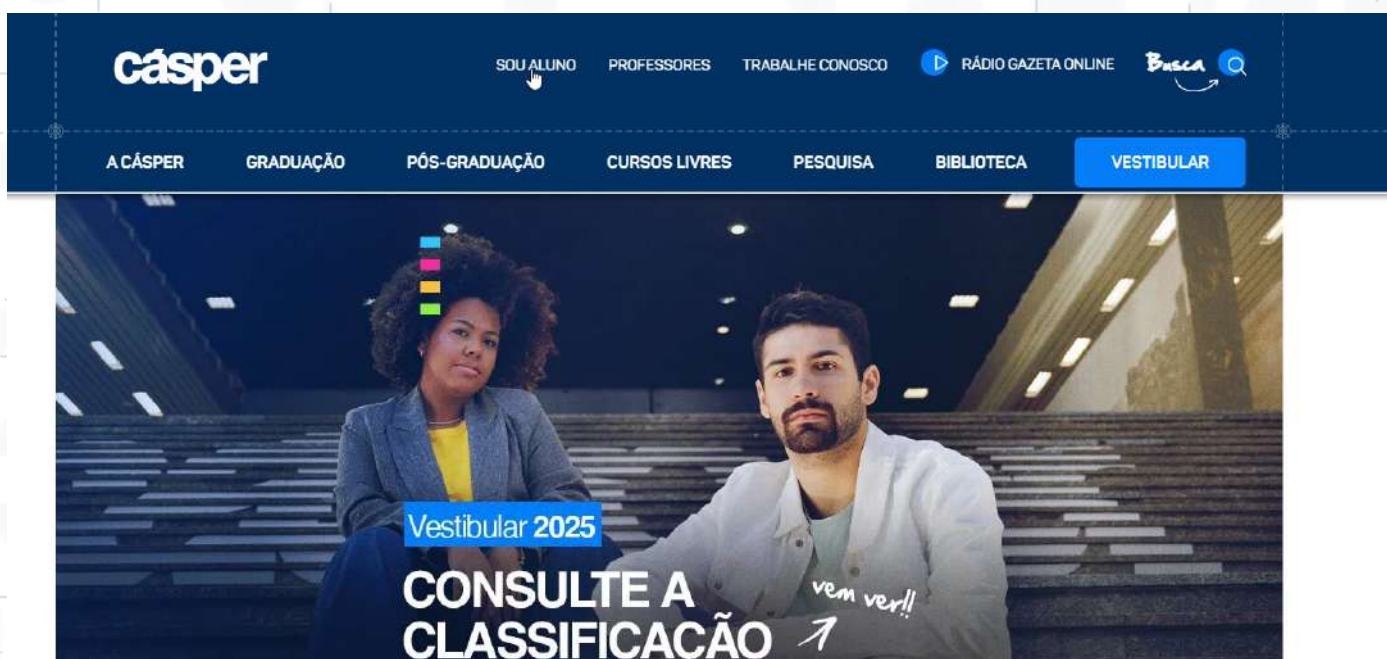 cásper
SOU ALUNO PROFESSORES TRABALHE CONOSCO RÁDIO GAZETA ONLINE Busca
A CÁSPER GRADUAÇÃO PÓS-GRADUAÇÃO CURSOS LIVRES PESQUISA BIBLIOTECA VESTIBULAR
Vestibular 2025
CONSULTE A
CLASSIFICAÇÃO
vem ver!!